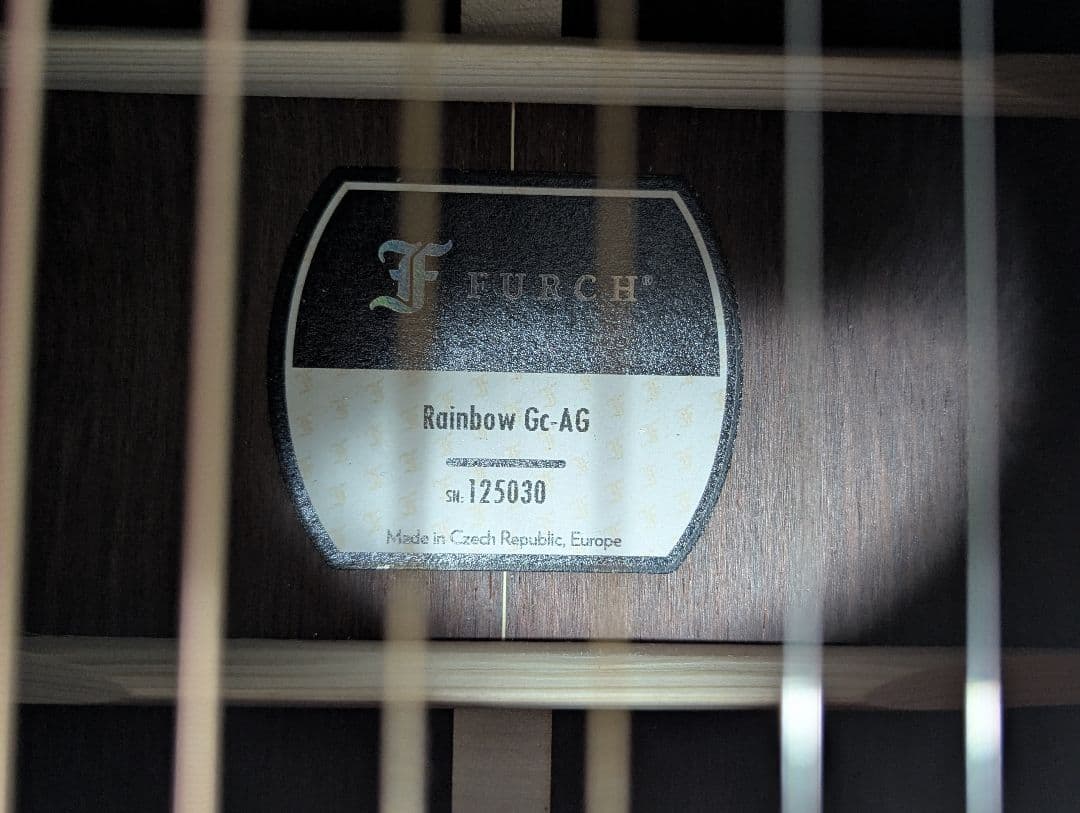 F FURCH®
Rainbow Gc-AG
SN: 125030
Made in Czech Republic, Europe